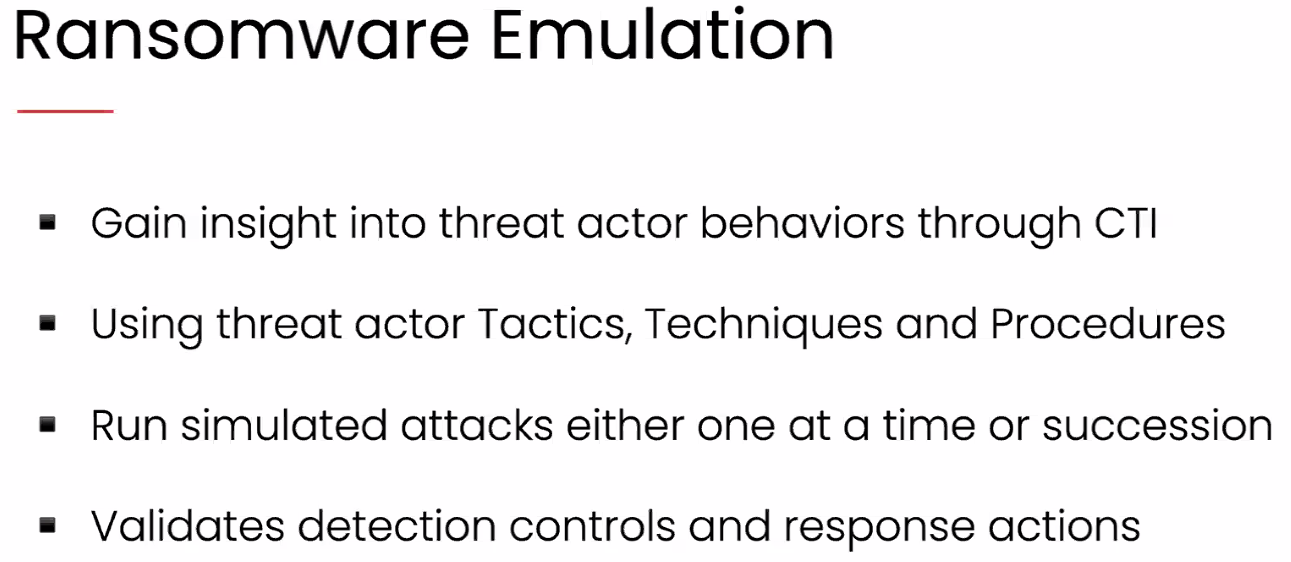 Ransomware Emulation
▪ Gain insight into threat actor behaviors through CTI
▪ Using threat actor Tactics, Techniques and Procedures
▪ Run simulated attacks either one at a time or succession
▪ Validates detection controls and response actions